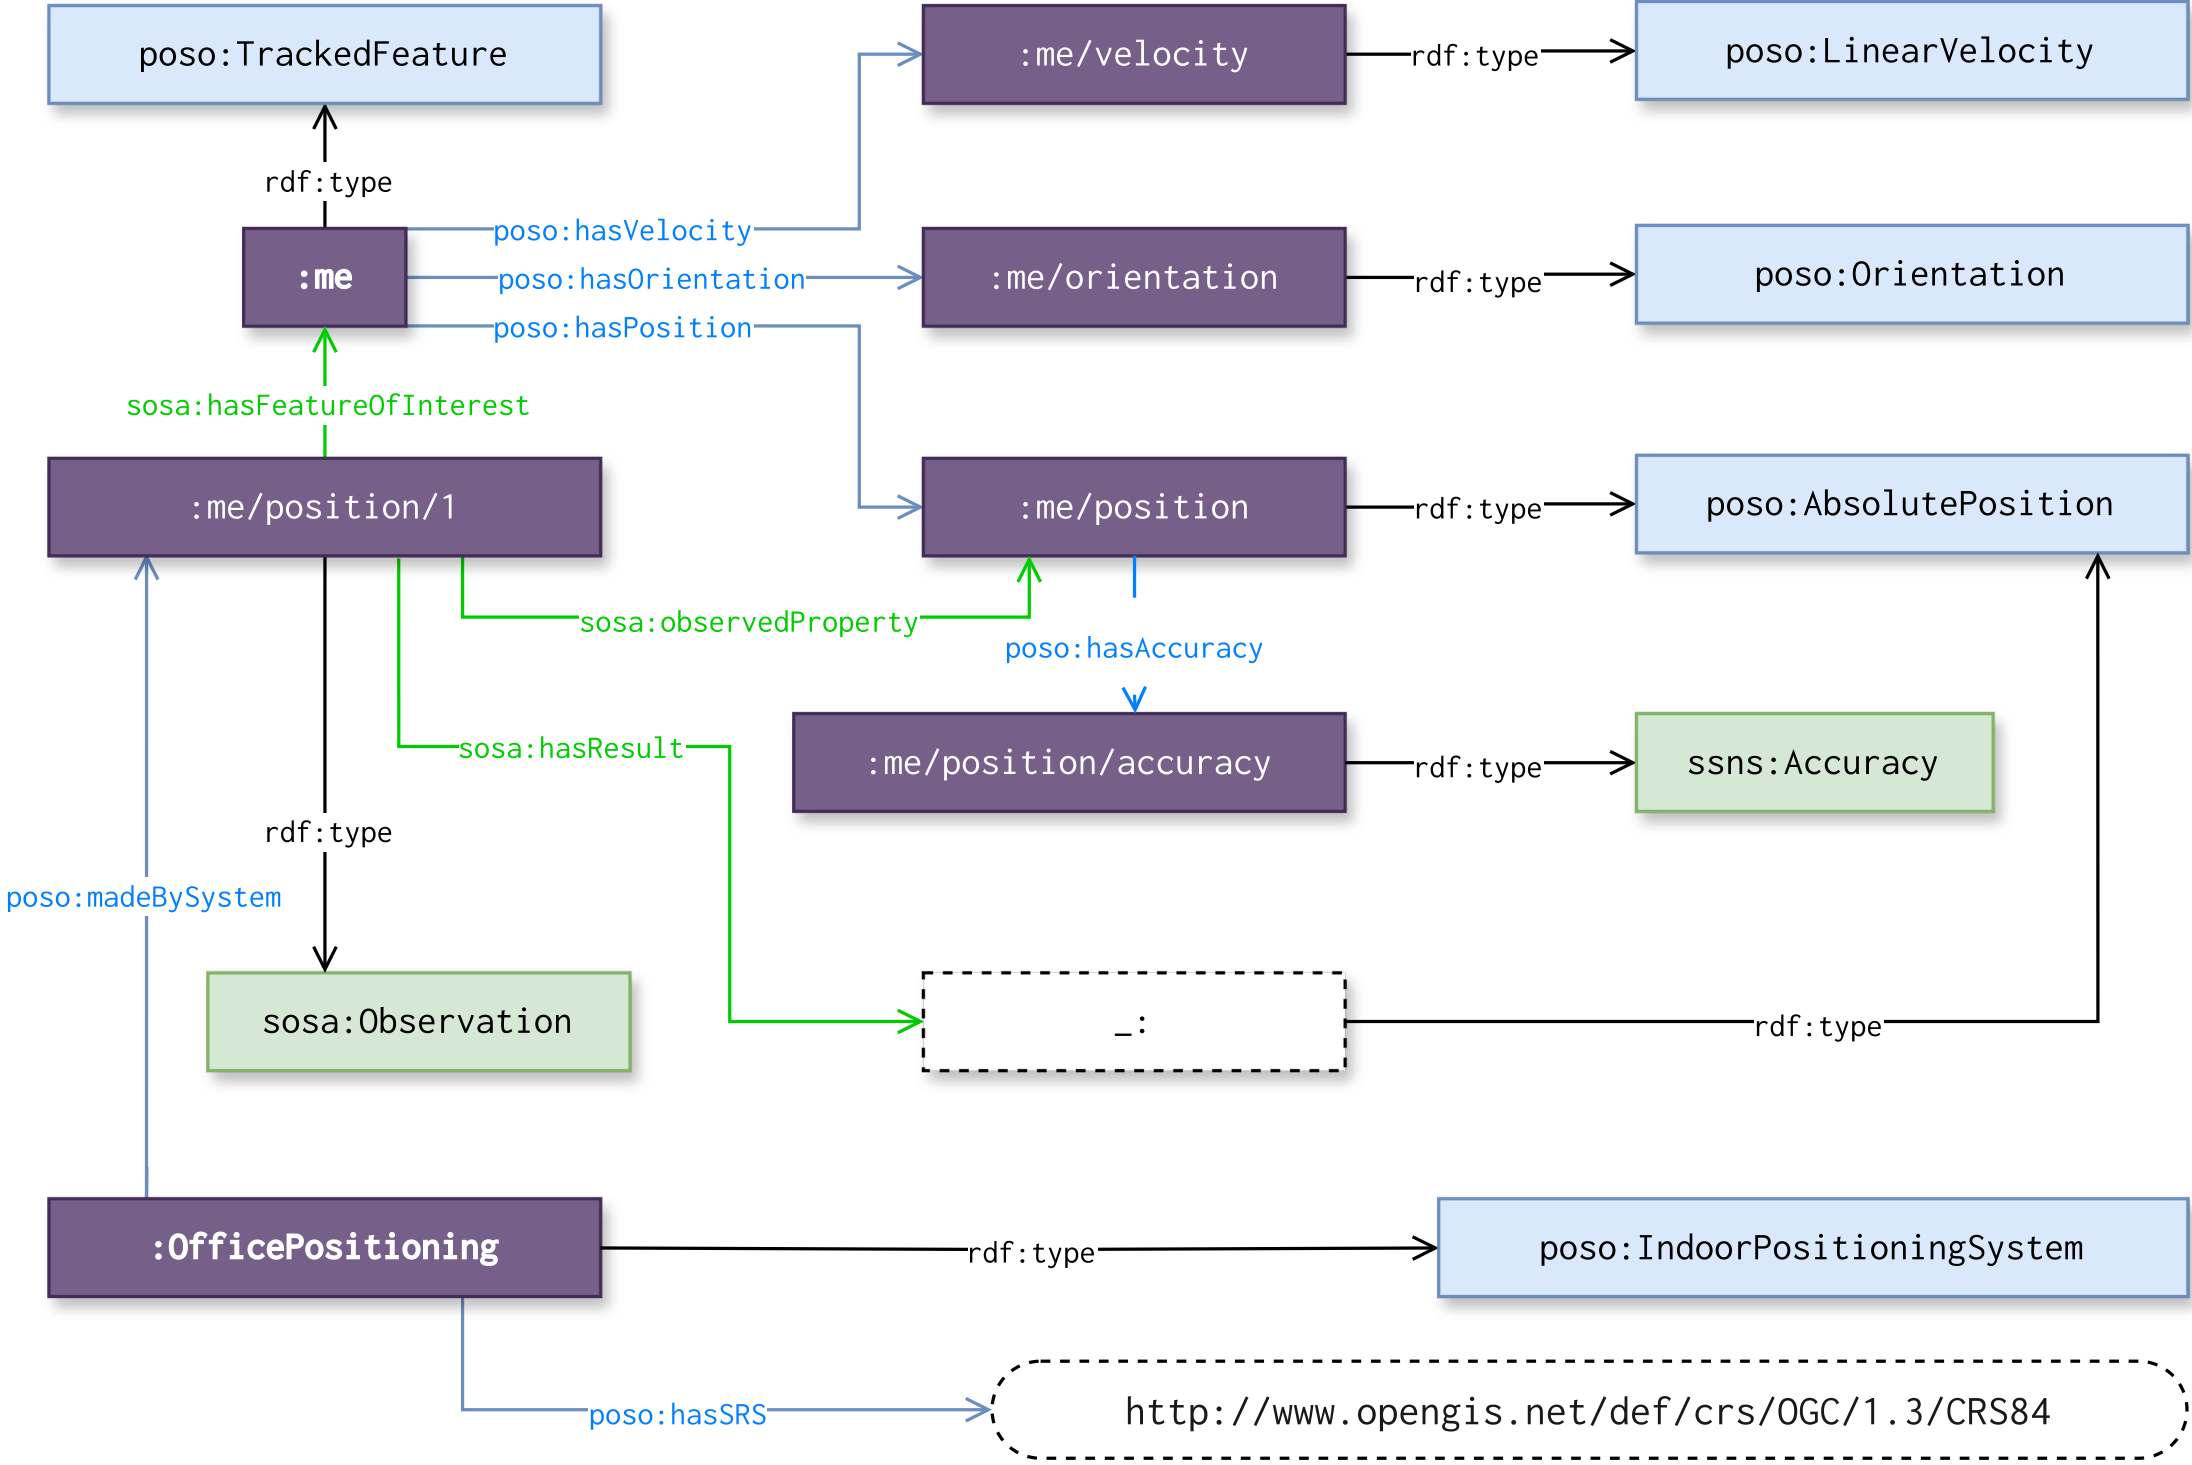 poso:TrackedFeature
:me/velocity
rdf:type
poso:LinearVelocity
rdf:type
poso:hasVelocity
:me
poso:hasOrientation
:me/orientation
rdf:type
poso:Orientation
poso:hasPosition
sosa:hasFeatureOfInterest
:me/position/1
:me/position
rdf:type
poso:AbsolutePosition
sosa:observedProperty
poso:hasAccuracy
sosa:hasResult
:me/position/accuracy
rdf:type
ssns:Accuracy
rdf:type
poso:madeBySystem
sosa:Observation
_:
rdf:type
:OfficePositioning
rdf:type
poso:IndoorPositioningSystem
poso:hasSRS
http://www.opengis.net/def/crs/OGC/1.3/CRS84